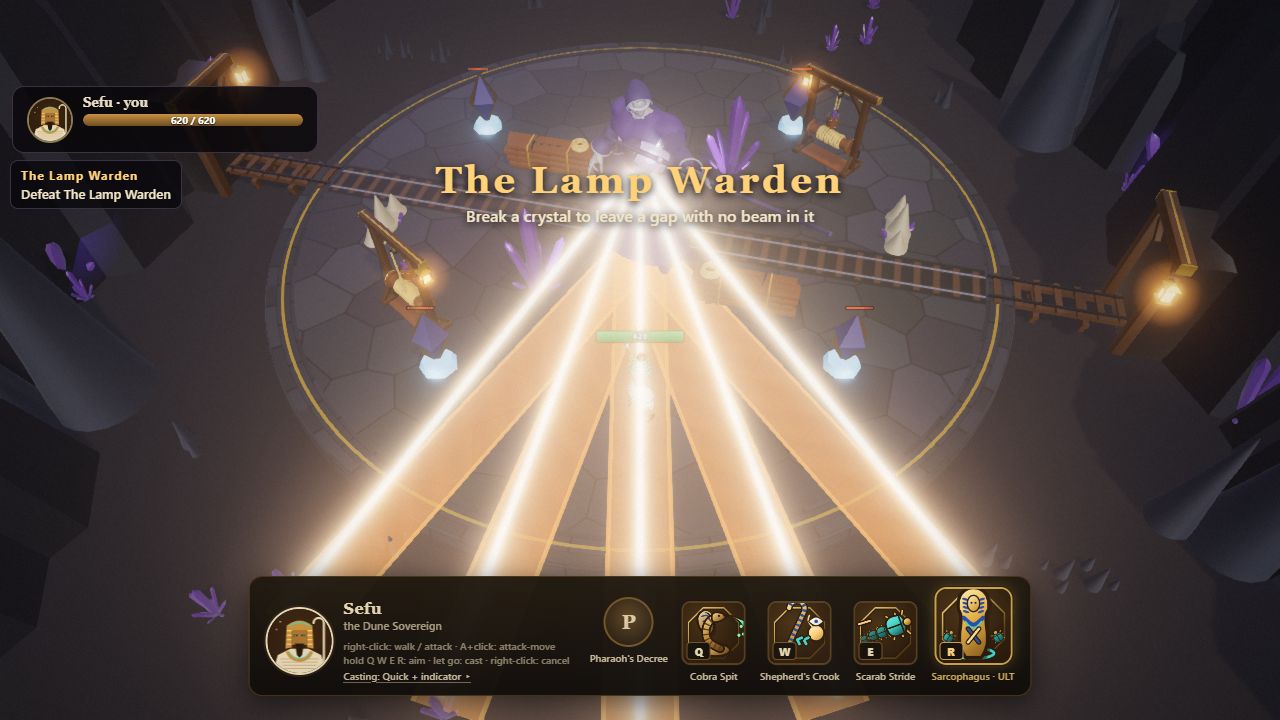 Sefu · you
620 / 620
The Lamp Warden
Defeat The Lamp Warden
The Lamp Warden
Break a crystal to leave a gap with no beam in it
Sefu
the Dune Sovereign
right-click: walk / attack · A+click: attack-move
hold Q W E R: aim · let go: cast · right-click: cancel
Casting: Quick + indicator ▸
P
Pharaoh's Decree
Q
Cobra Spit
W
Shepherd's Crook
E
Scarab Stride
R
Sarcophagus · ULT